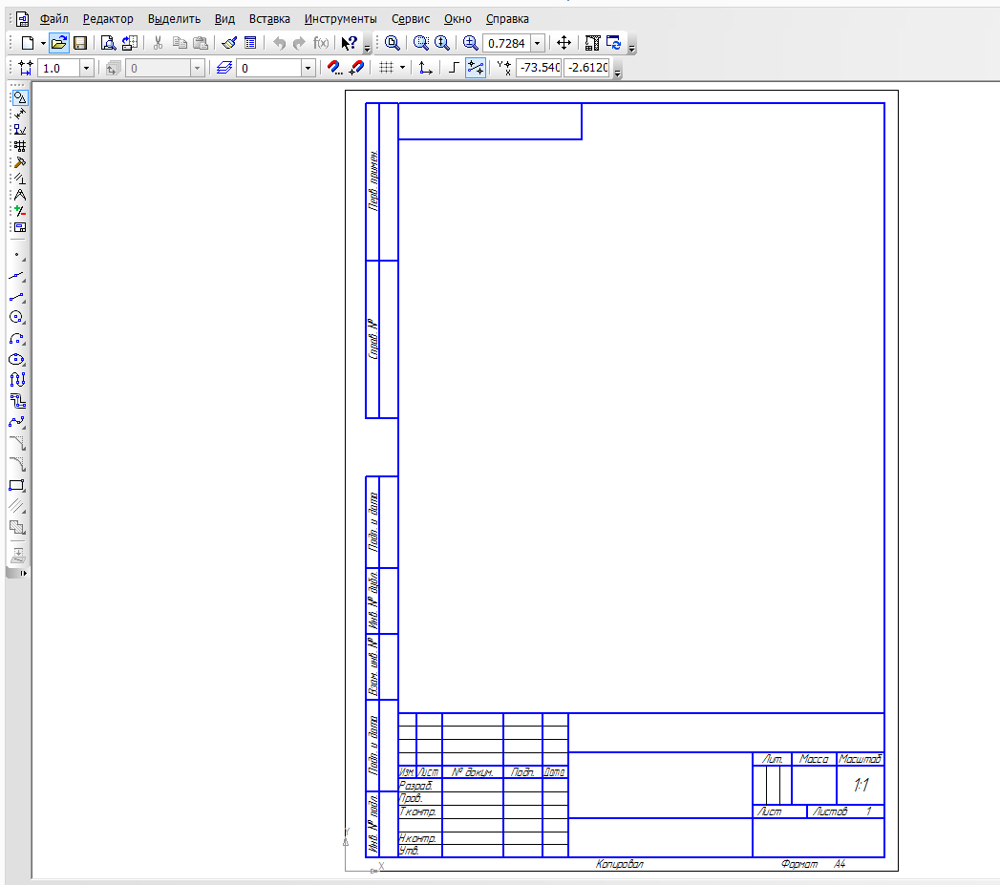 Файл Редактор Выделить Вид Вставка Инструменты Сервис Окно Справка
f(x) ? 0.7284
1.0 0 0 Y X -73.540 -2.6120
Перв. примен.
Справ. №
Подп. и дата
Инв. № дубл.
Взам. инв. №
Подп. и дата
Инв. № подл.
Лит. Масса Масштаб
Изм. Лист № докум. Подп. Дата
Разраб. 1:1
Пров.
Т.контр. Лист Листов 1
Н.контр.
Утв.
Копировал Формат A4
Y
X